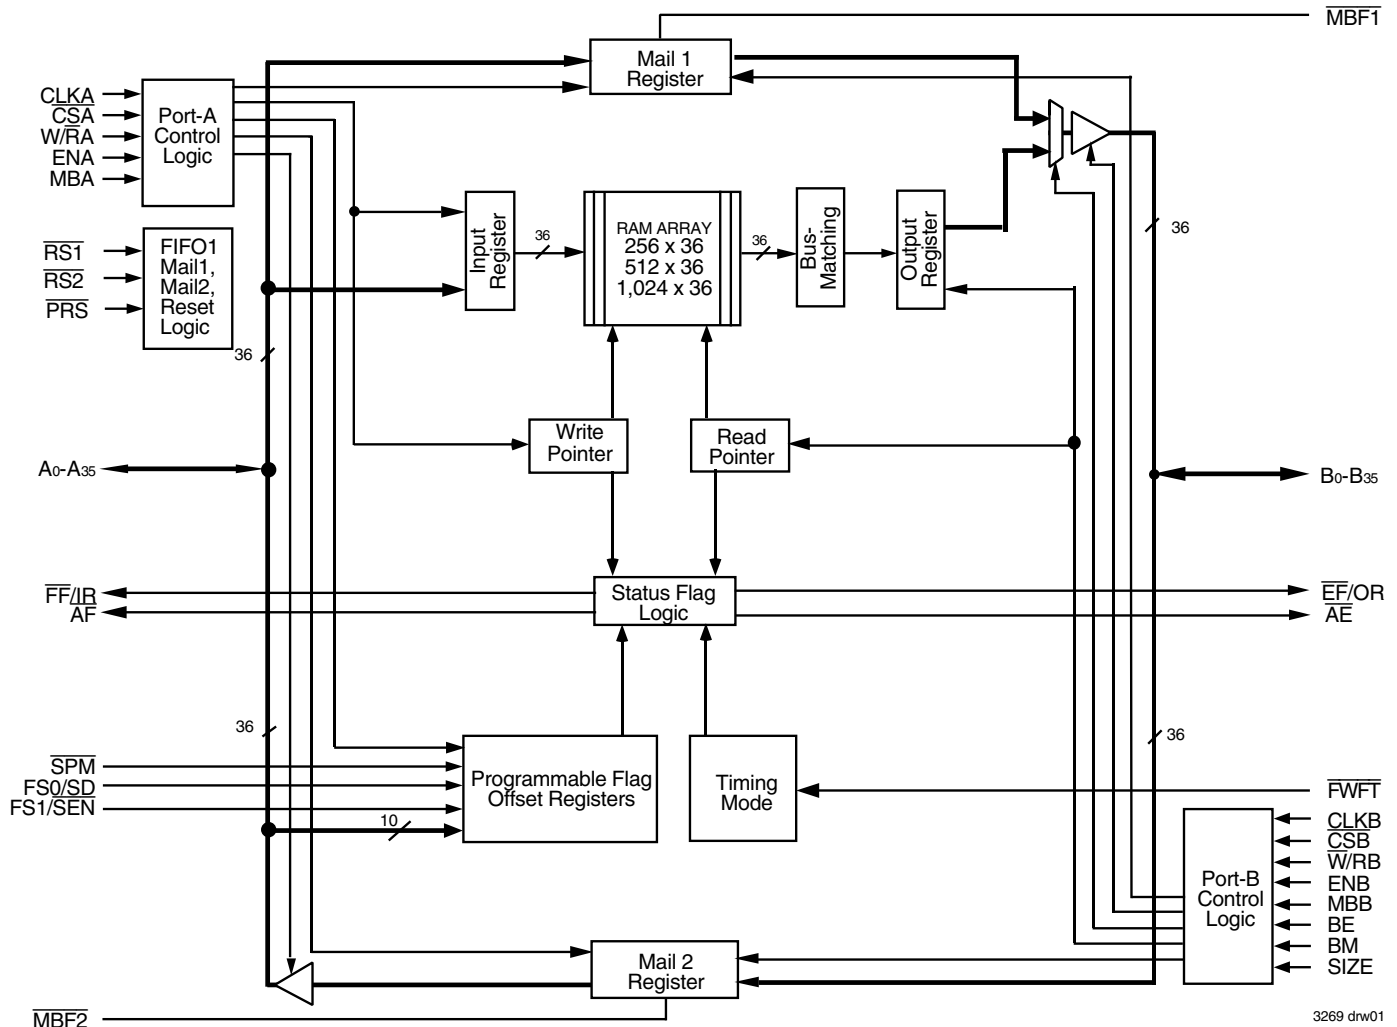 MBF1
Mail 1
Register
CLKA
CSA
W/RA
ENA
MBA
Port-A
Control
Logic
RS1
RS2
PRS
FIFO1
Mail1,
Mail2,
Reset
Logic
36
Input
Register
36
RAM ARRAY
256 x 36
512 x 36
1,024 x 36
36
Bus-
Matching
Output
Register
36
Write
Pointer
Read
Pointer
A0-A35
B0-B35
FF/IR
AF
Status Flag
Logic
EF/OR
AE
36
36
SPM
FS0/SD
FS1/SEN
10
Programmable Flag
Offset Registers
Timing
Mode
FWFT
CLKB
CSB
W/RB
ENB
MBB
BE
BM
SIZE
Port-B
Control
Logic
Mail 2
Register
MBF2
3269 drw01